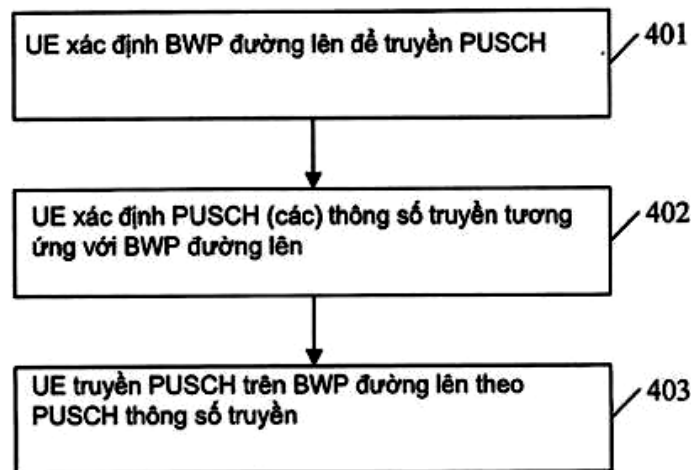 UE xác định BWP đường lên để truyền PUSCH
401
UE xác định PUSCH (các) thông số truyền tương
ứng với BWP đường lên
402
UE truyền PUSCH trên BWP đường lên theo
PUSCH thông số truyền
403